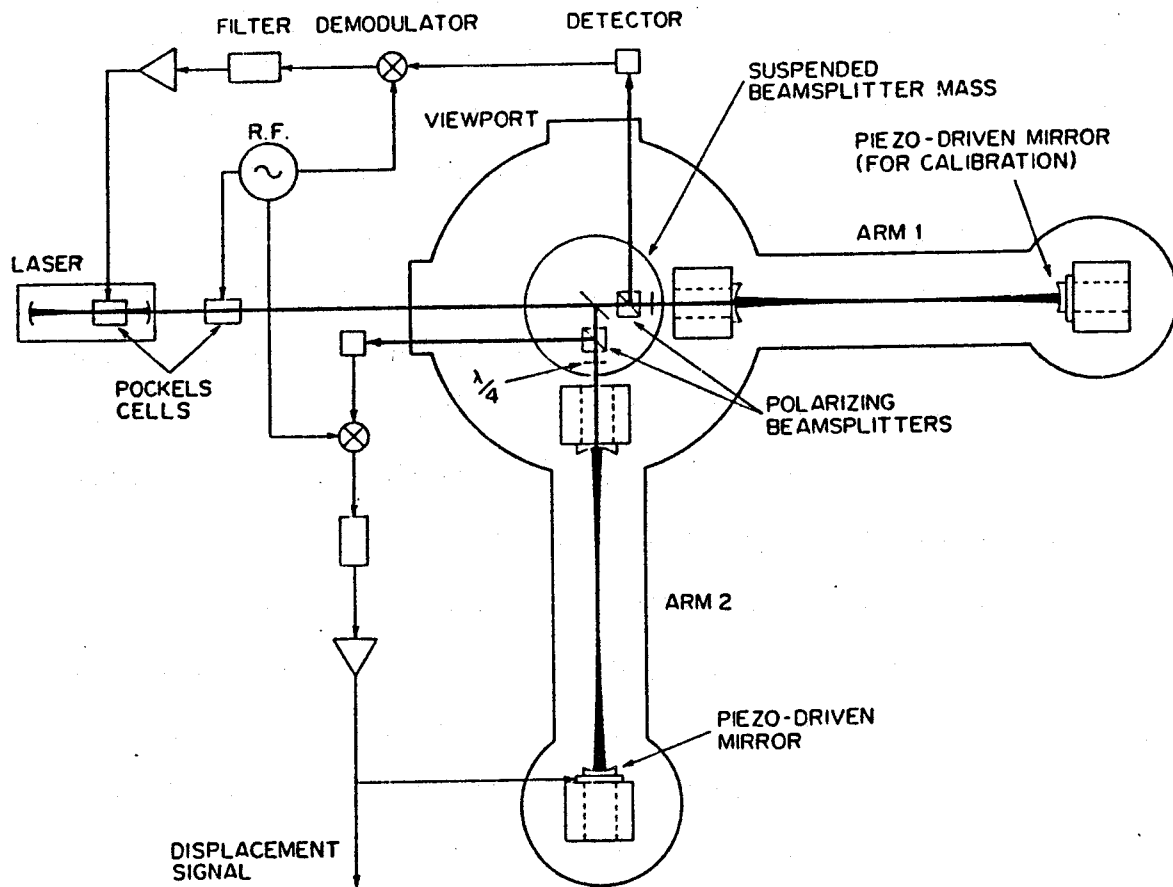 FILTER DEMODULATOR
DETECTOR
SUSPENDED
BEAMSPLITTER MASS
VIEWPORT
R.F.
PIEZO-DRIVEN MIRROR
(FOR CALIBRATION)
ARM 1
LASER
POCKELS
CELLS
λ/4
POLARIZING
BEAMSPLITTERS
ARM 2
PIEZO-DRIVEN
MIRROR
DISPLACEMENT
SIGNAL